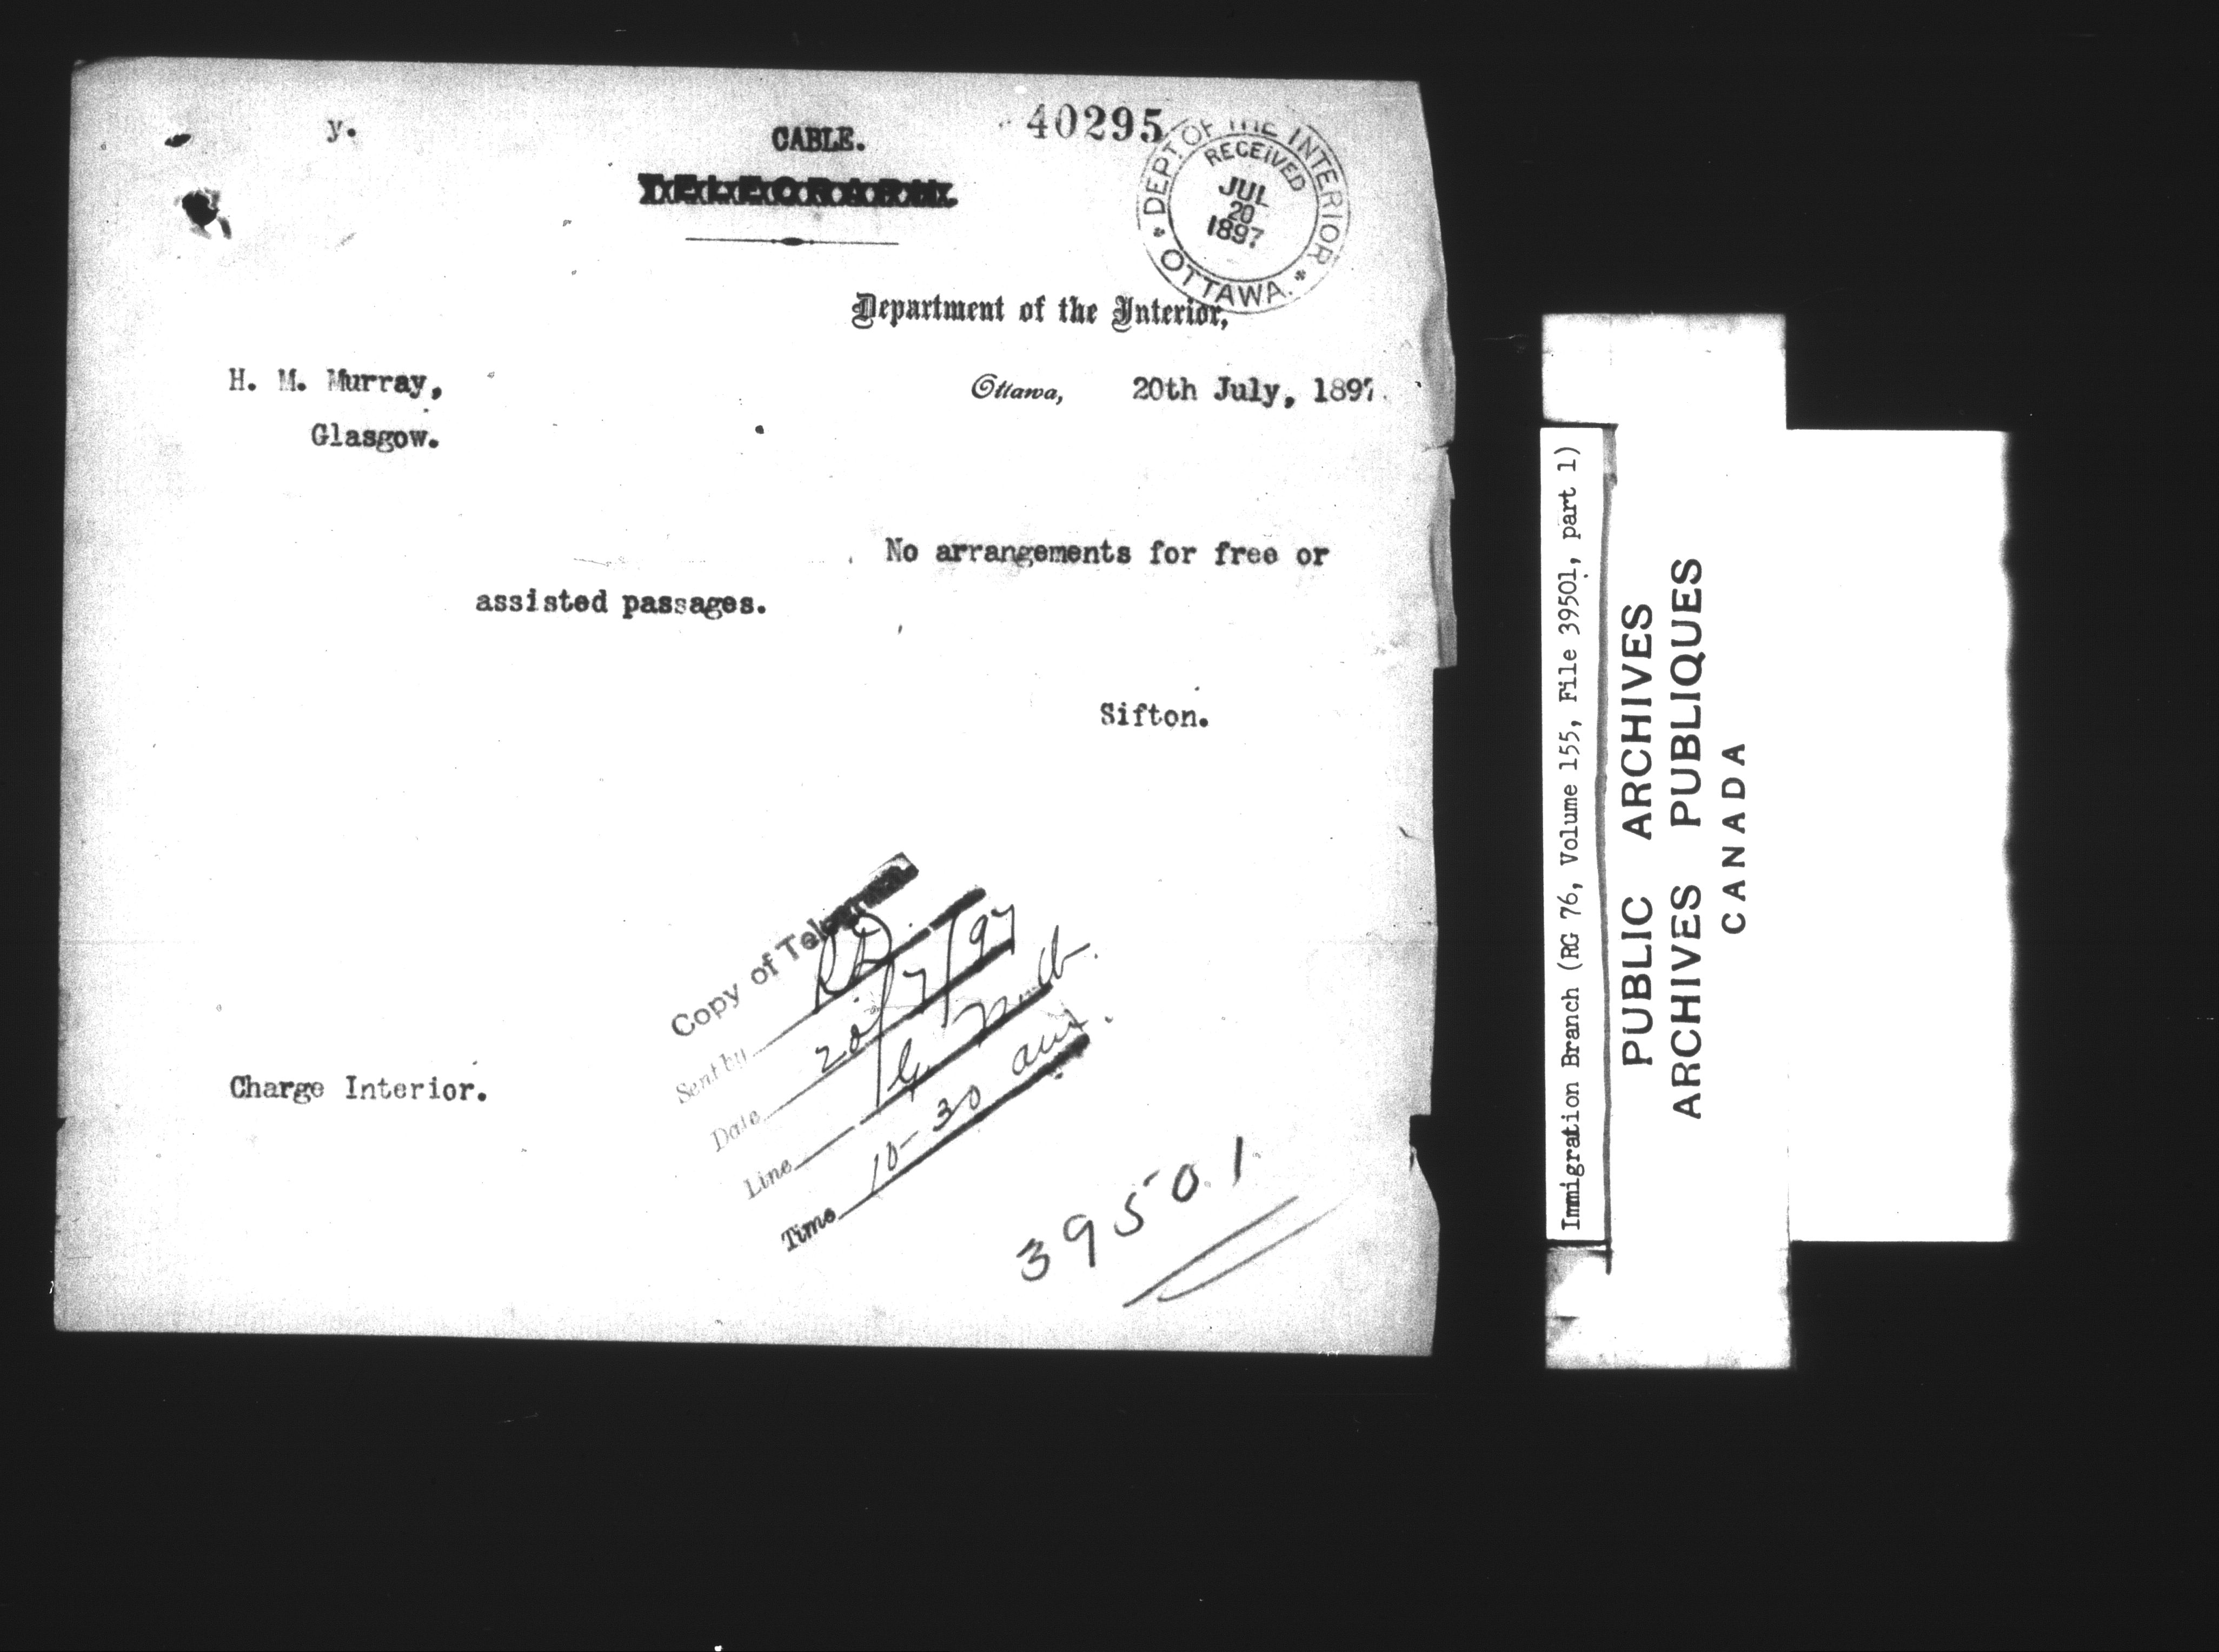 y.
CABLE.
40295
DEPT. OF THE INTERIOR
RECEIVED
JUL
20
1897
OTTAWA.
TELEGRAPH.
Department of the Interior,
H. M. Murray,
Ottawa, 20th July, 1897.
Glasgow.
No arrangements for free or
assisted passages.
Sifton.
Copy of Telegram.
Sent by
Date 20/7/97
Line
Time 10-30 am.
Charge Interior.
39501
Immigration Branch (RG 76, Volume 155, File 39501, part 1)
PUBLIC ARCHIVES
ARCHIVES PUBLIQUES
CANADA